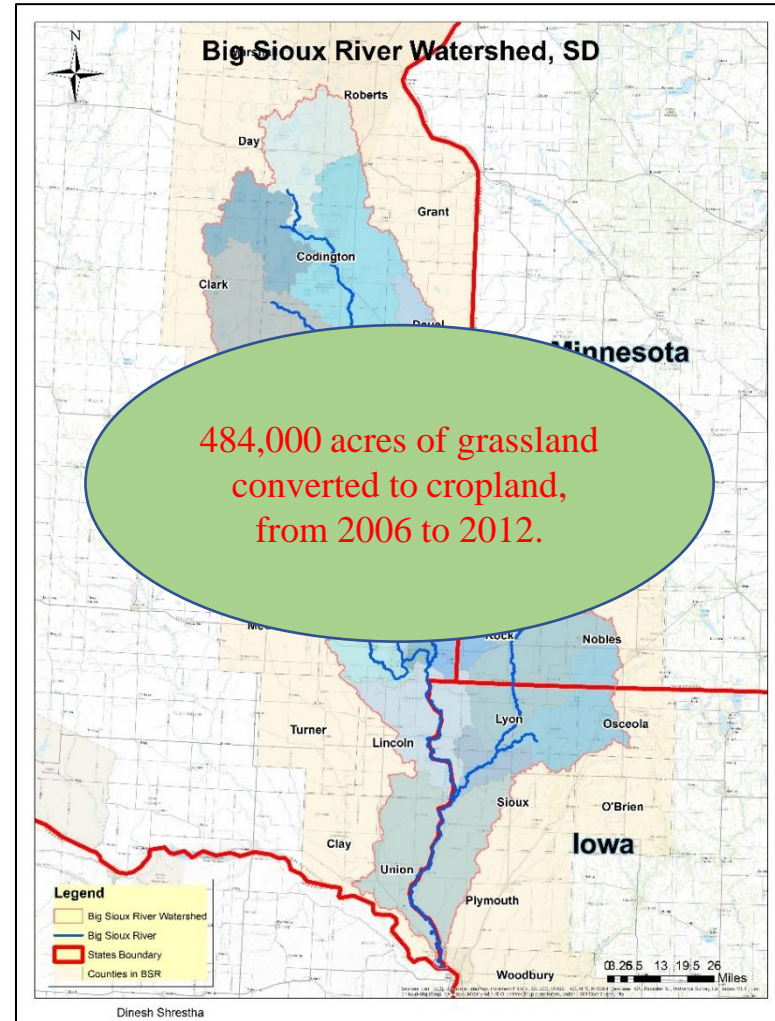 N
Big Sioux River Watershed, SD
Roberts
Day
Grant
Codington
Clark
Minnesota
484,000 acres of grassland
converted to cropland,
from 2006 to 2012.
Rock
Nobles
Turner
Lincoln
Lyon
Osceola
Sioux
O'Brien
Clay
Iowa
Union
Plymouth
Legend
Big Sioux River Watershed
Big Sioux River
States Boundary
Counties in BSR
Woodbury
Miles
Dinesh Shrestha